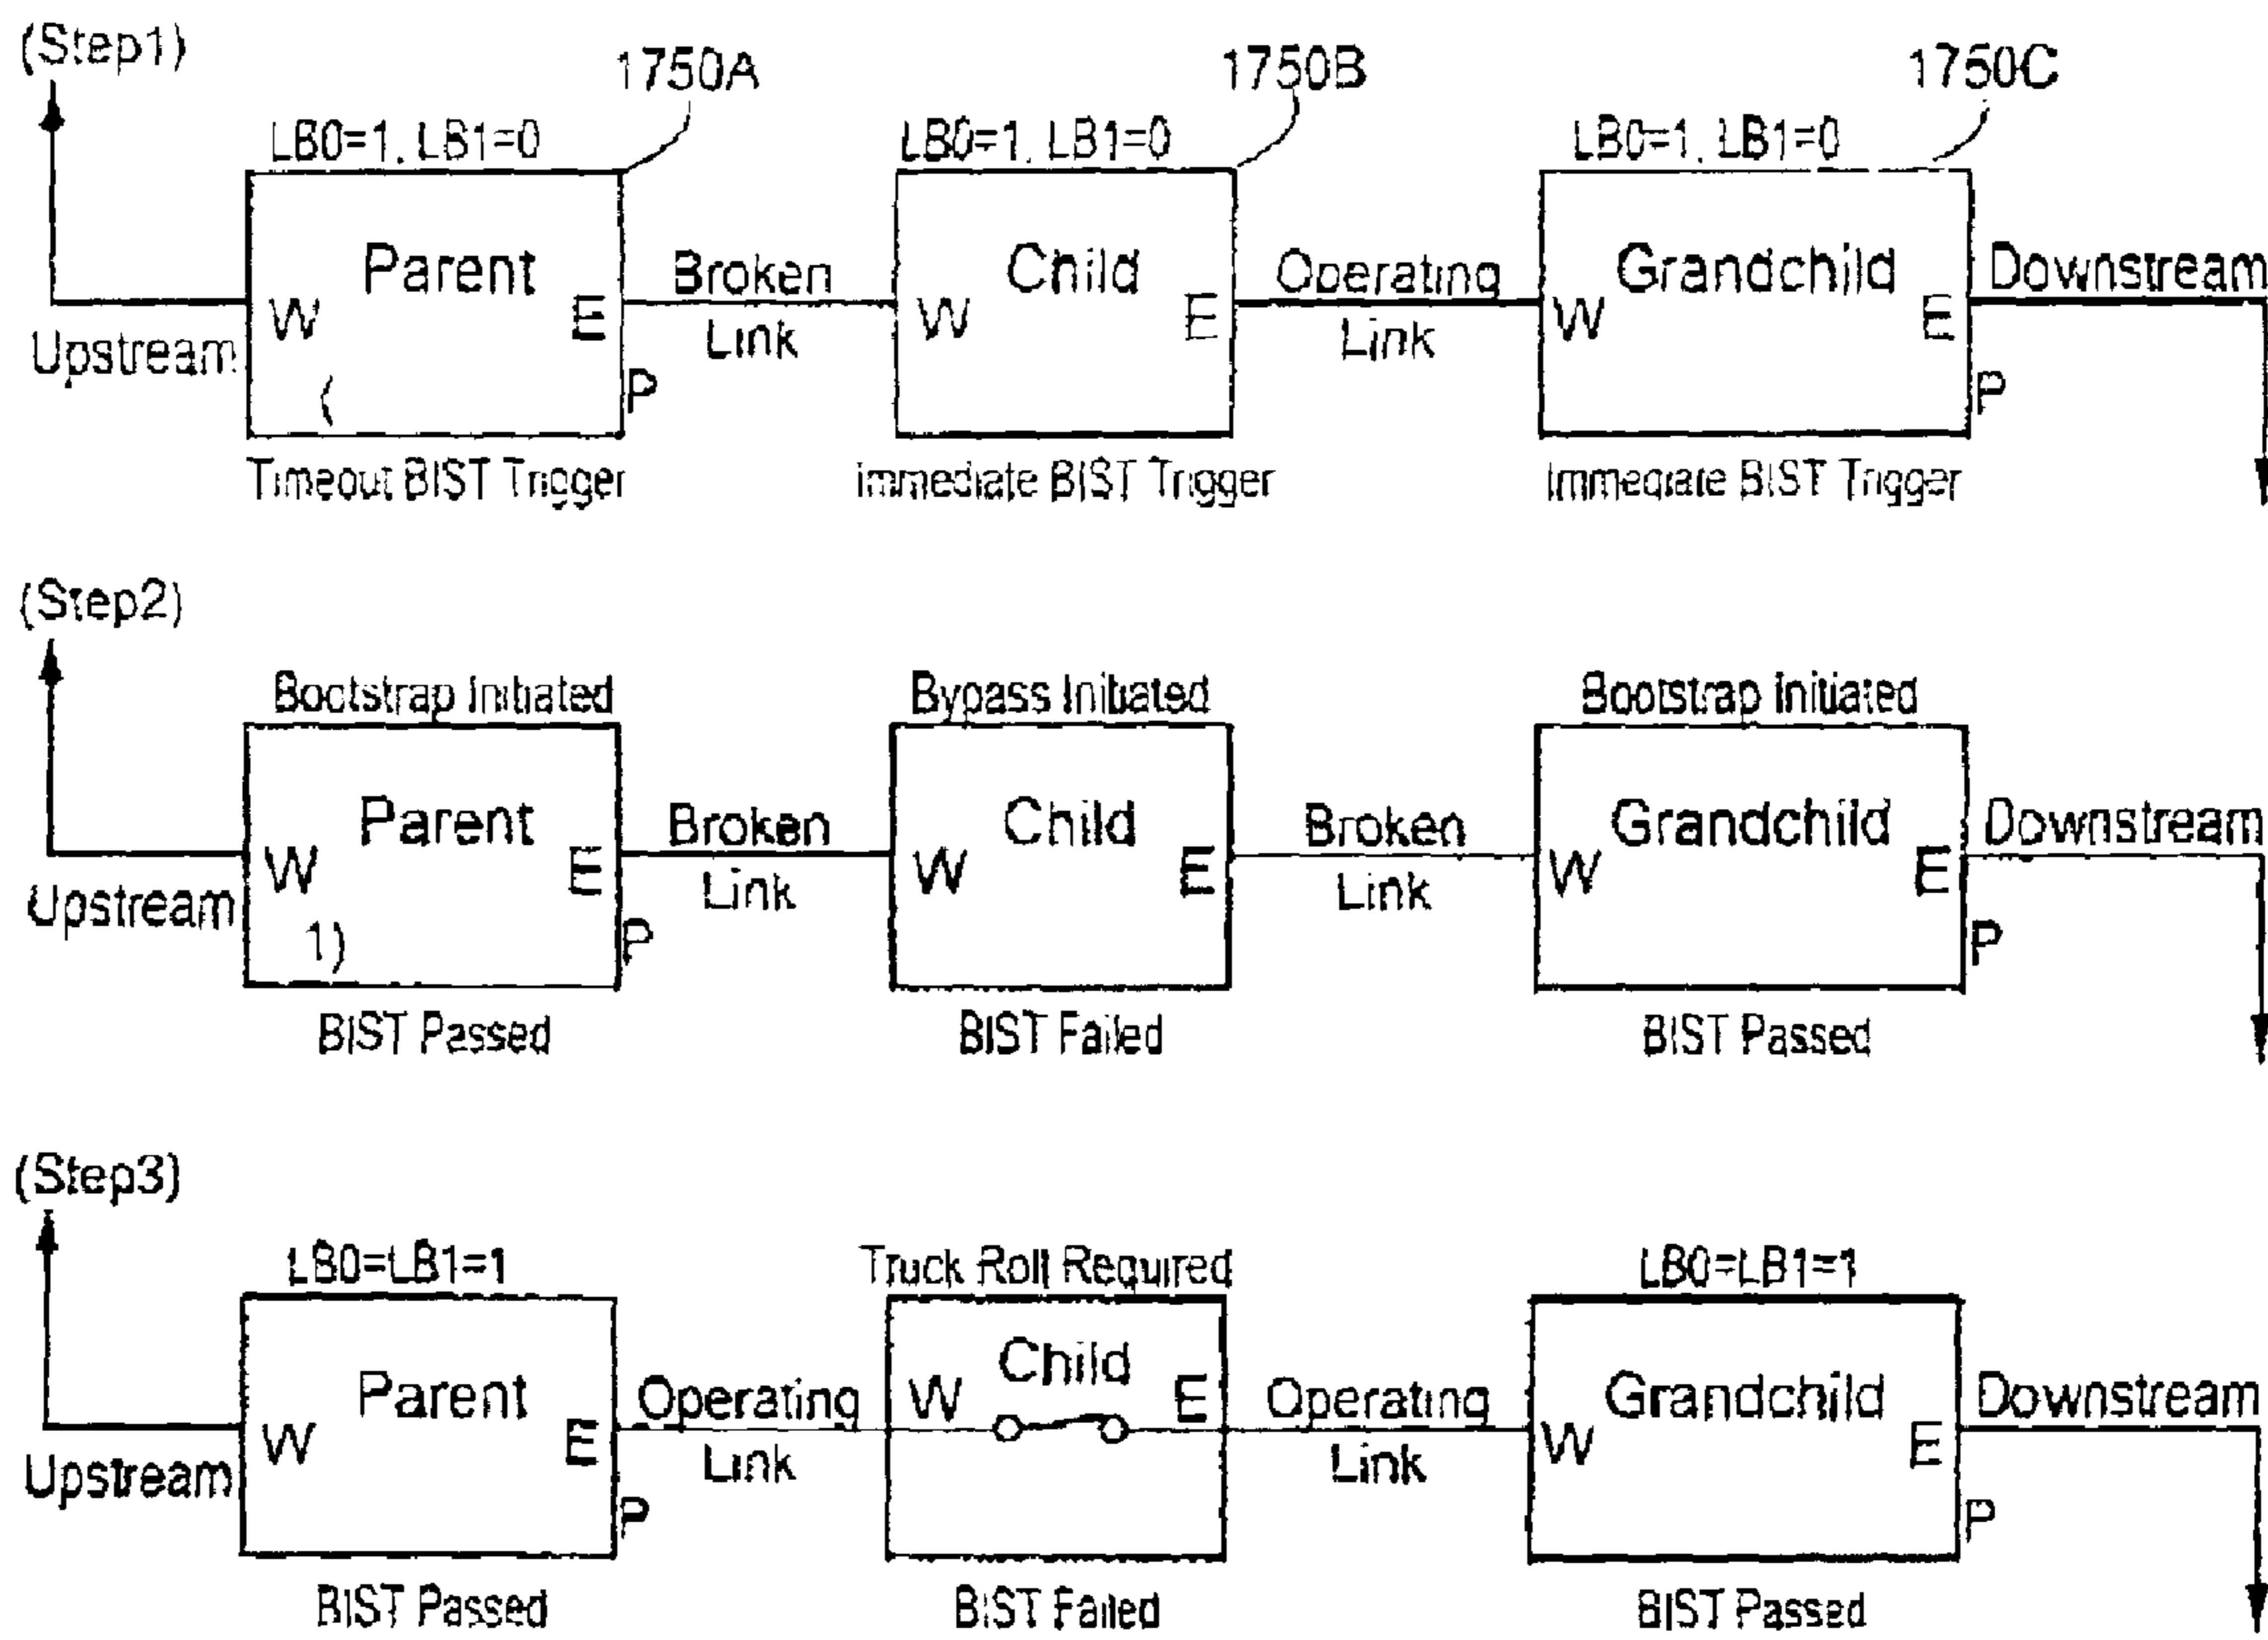 (Step1)
1750A
1750B
1750C
LB0=1, LB1=0
LB0=1, LB1=0
LB0=1, LB1=0
Parent
Broken
Child
Operating
Grandchild
Downstream
W
E
Link
W
E
Link
W
E
Upstream
(
P
P
Timeout BIST Trigger
Immediate BIST Trigger
Immediate BIST Trigger
(Step2)
Bootstrap Initiated
Bypass Initiated
Bootstrap Initiated
Parent
Broken
Child
Broken
Grandchild
Downstream
W
E
Link
W
E
Link
W
E
Upstream
1)
P
P
BIST Passed
BIST Failed
BIST Passed
(Step3)
LB0=LB1=1
Truck Roll Required
LB0=LB1=1
Parent
Operating
Child
Operating
Grandchild
Downstream
W
E
Link
W
E
Link
W
E
Upstream
P
P
BIST Passed
BIST Failed
BIST Passed